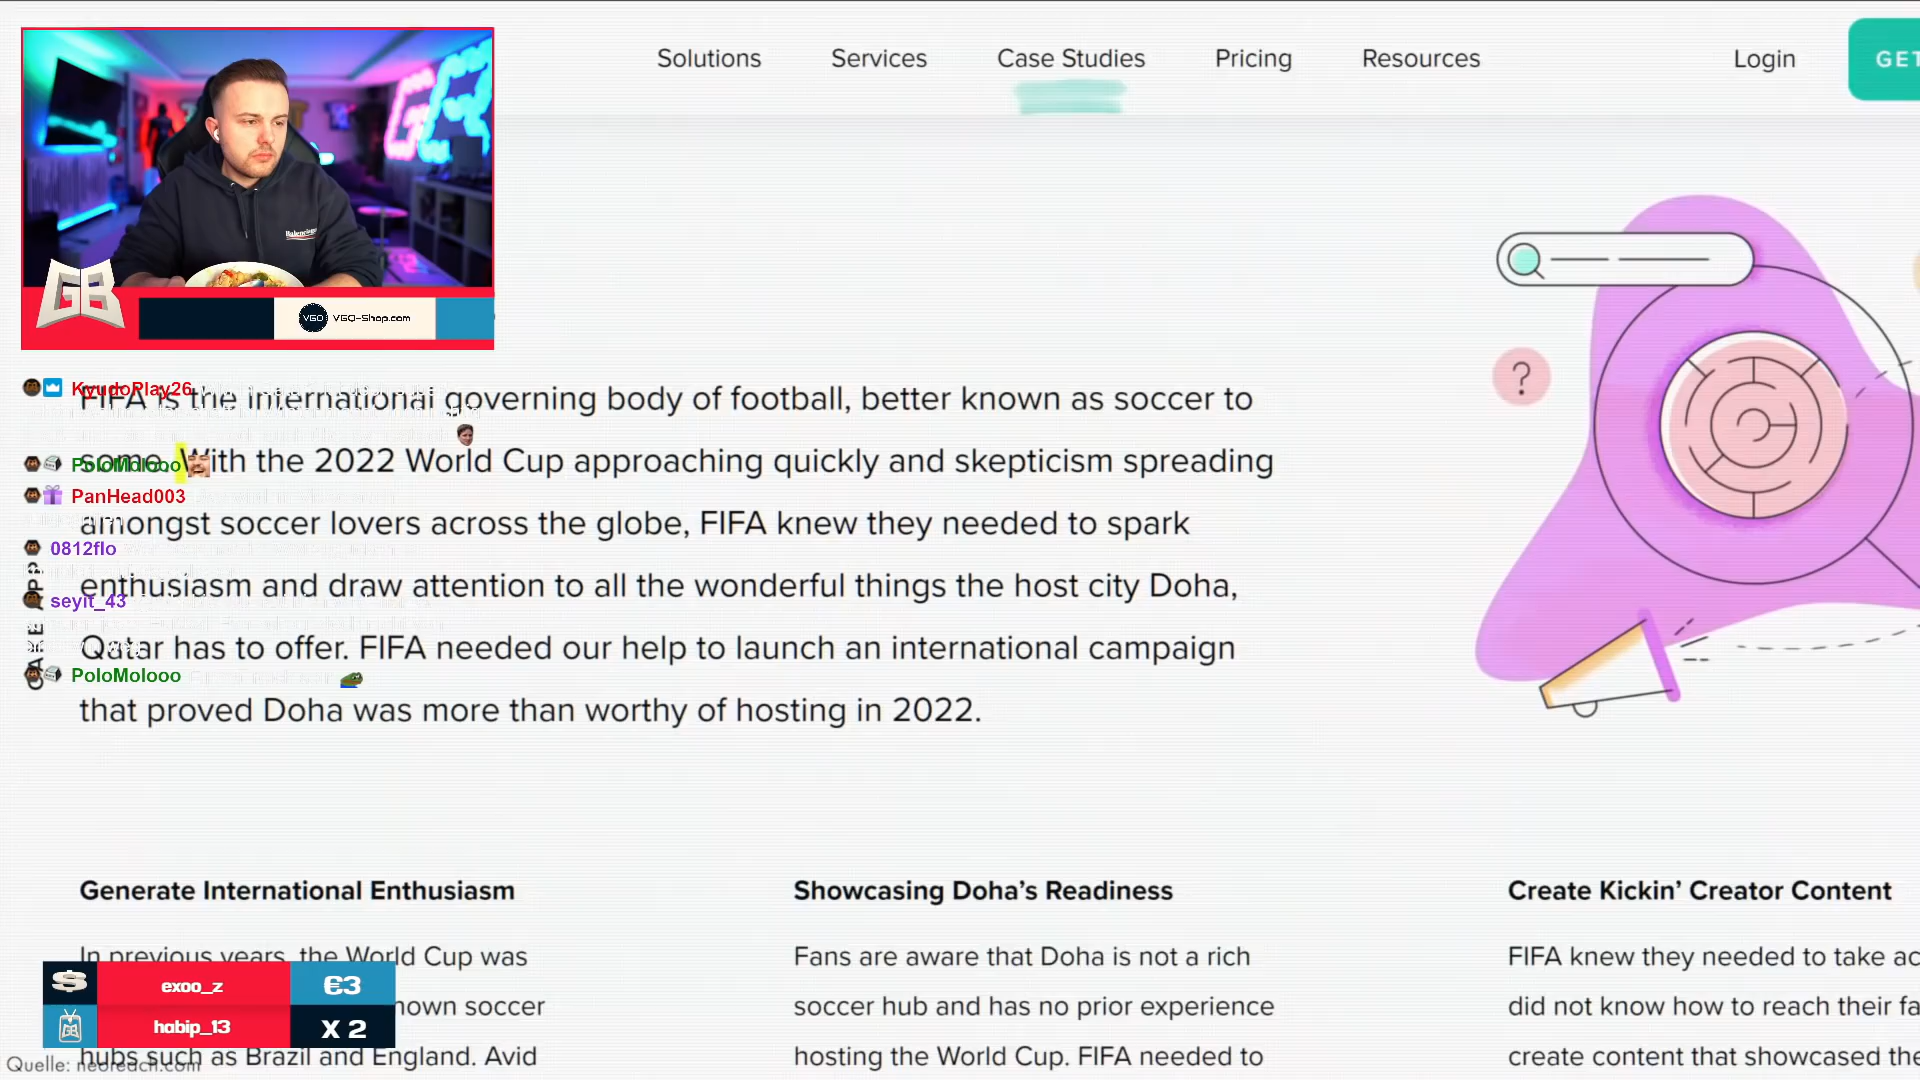 Solutions Services Case Studies Pricing Resources Login GET
Balenciaga
GB
VGO VGO-Shop.com
KyudoPlay26
FIFA is the international governing body of football, better known as soccer to
PoloMolooo
some. With the 2022 World Cup approaching quickly and skepticism spreading
PanHead003
amongst soccer lovers across the globe, FIFA knew they needed to spark
0812flo
enthusiasm and draw attention to all the wonderful things the host city Doha,
seyit_43
Qatar has to offer. FIFA needed our help to launch an international campaign
PoloMolooo
that proved Doha was more than worthy of hosting in 2022.
?
Generate International Enthusiasm
In previous years, the World Cup was
nown soccer
hubs such as Brazil and England. Avid
Showcasing Doha's Readiness
Fans are aware that Doha is not a rich
soccer hub and has no prior experience
hosting the World Cup. FIFA needed to
Create Kickin' Creator Content
FIFA knew they needed to take ac
did not know how to reach their fa
create content that showcased the
$ exoo_z €3
habip_13 X 2
Quelle: neoreach.com